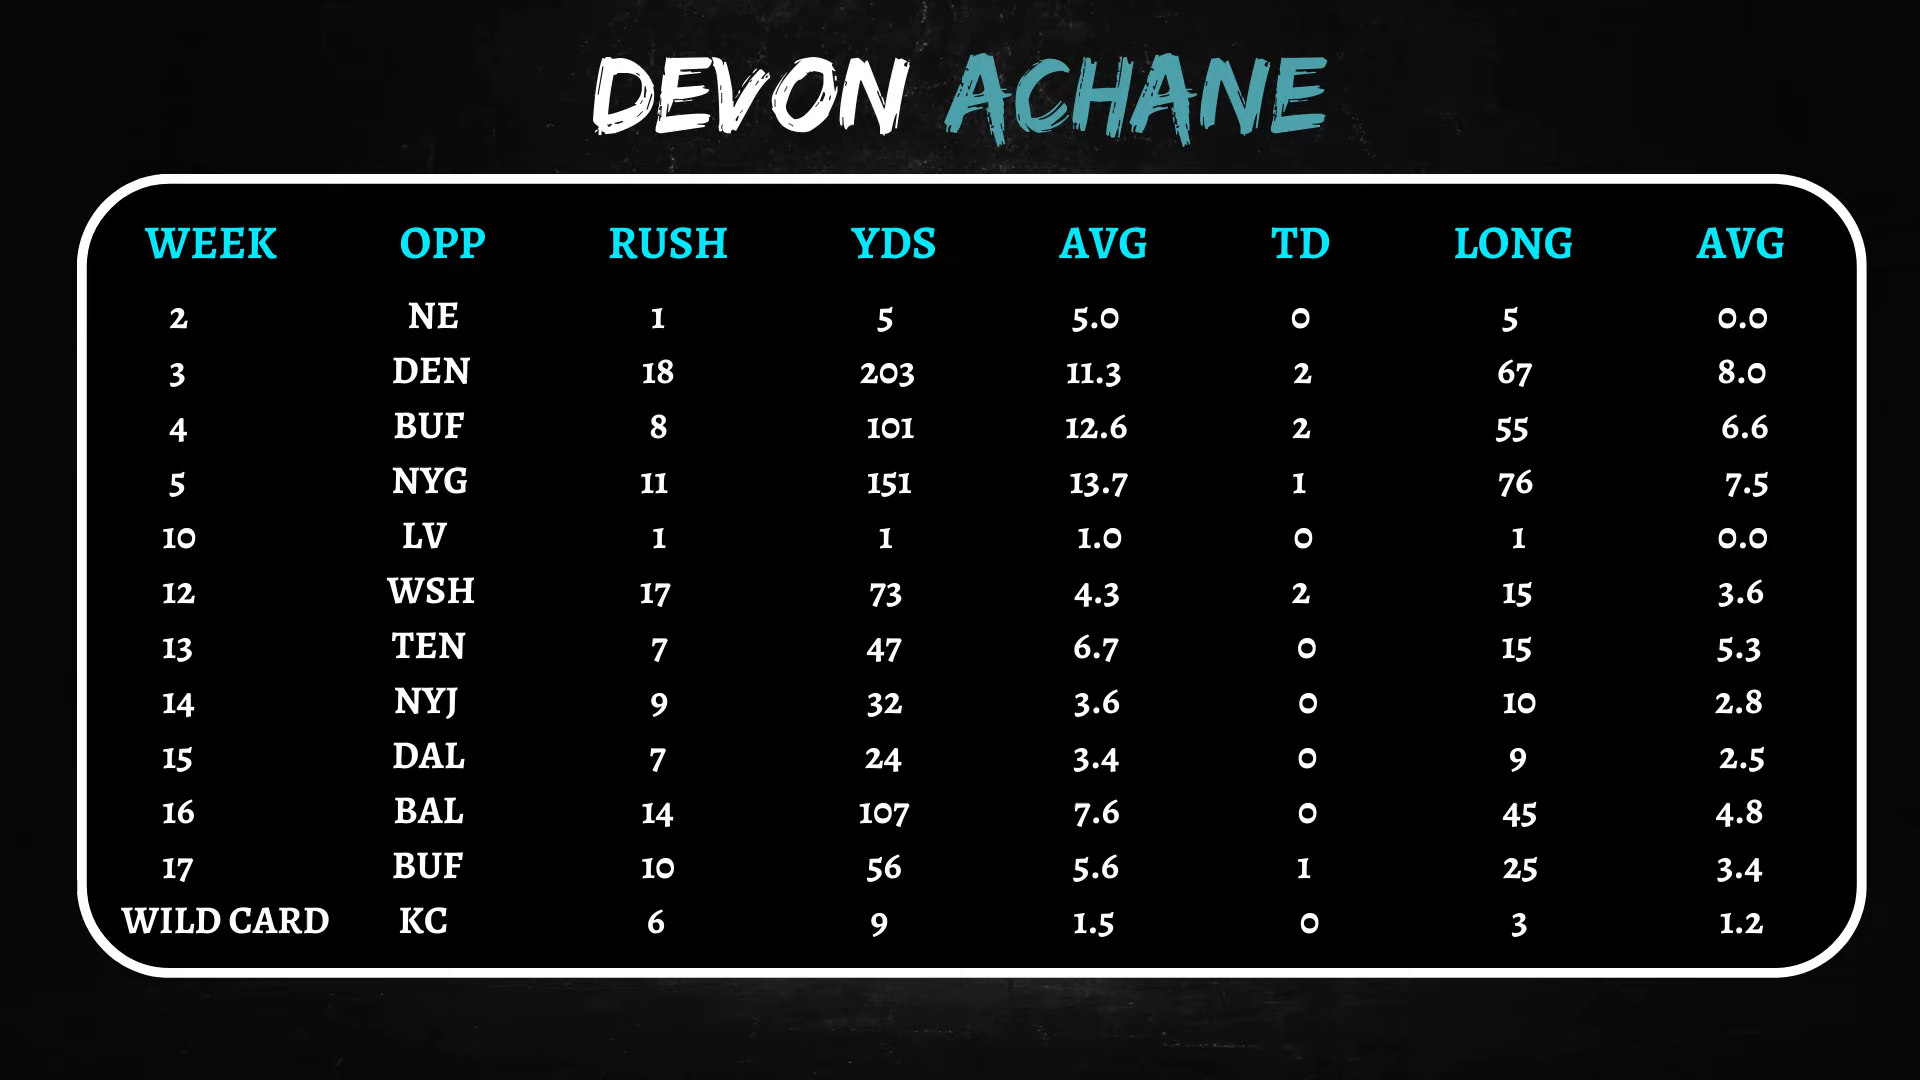 DEVON ACHANE
WEEK OPP RUSH YDS AVG TD LONG AVG
2 NE 1 5 5.0 0 5 0.0
3 DEN 18 203 11.3 2 67 8.0
4 BUF 8 101 12.6 2 55 6.6
5 NYG 11 151 13.7 1 76 7.5
10 LV 1 1 1.0 0 1 0.0
12 WSH 17 73 4.3 2 15 3.6
13 TEN 7 47 6.7 0 15 5.3
14 NYJ 9 32 3.6 0 10 2.8
15 DAL 7 24 3.4 0 9 2.5
16 BAL 14 107 7.6 0 45 4.8
17 BUF 10 56 5.6 1 25 3.4
WILD CARD KC 6 9 1.5 0 3 1.2